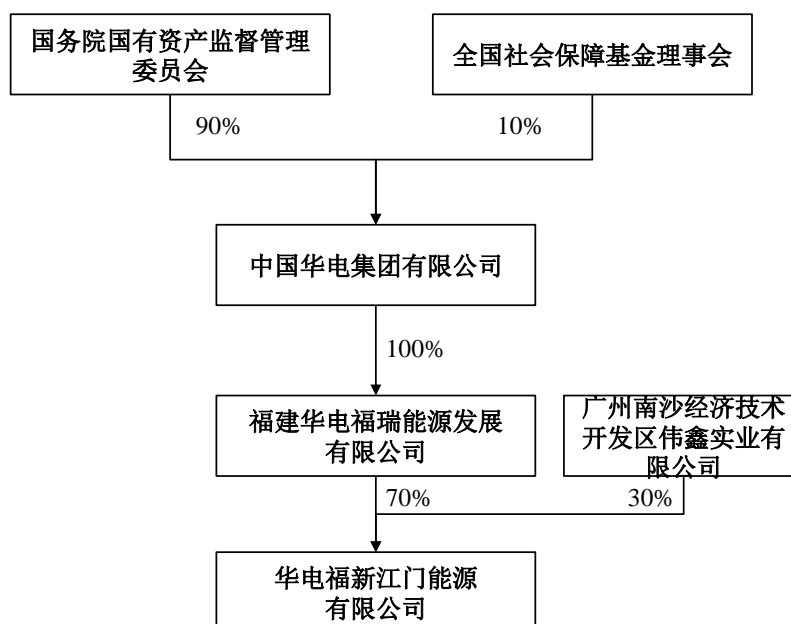 国务院国有资产监督管理
委员会
全国社会保障基金理事会
90%
10%
中国华电集团有限公司
100%
福建华电福瑞能源发展
有限公司
广州南沙经济技术
开发区伟鑫实业有
限公司
70%
30%
华电福新江门能源
有限公司